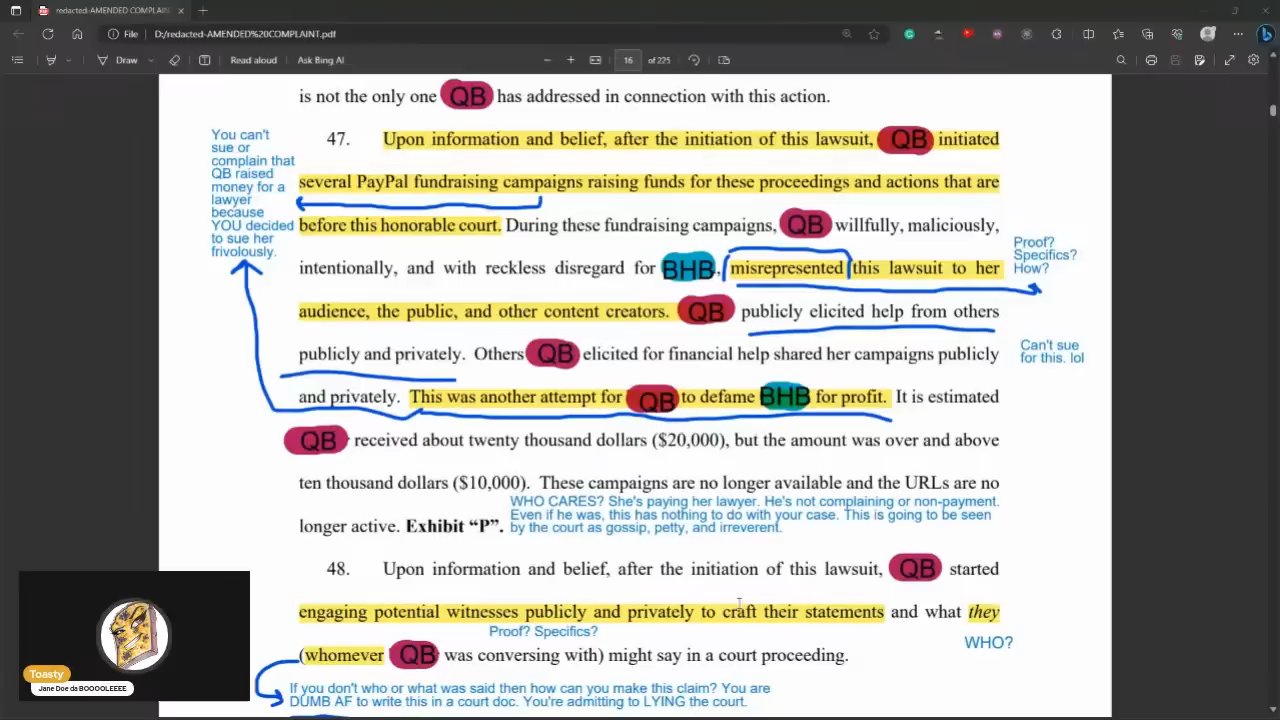 redacted-AMENDED COMPLAINT.pdf
File D:/redacted-AMENDED%20COMPLAINT.pdf
Draw Read aloud Ask Bing AI 16 of 225
is not the only one QB has addressed in connection with this action.
You can't
sue or
complain that
QB raised
money for a
lawyer
because
YOU decided
to sue her
frivolously.
47. Upon information and belief, after the initiation of this lawsuit, QB initiated
several PayPal fundraising campaigns raising funds for these proceedings and actions that are
before this honorable court. During these fundraising campaigns, QB willfully, maliciously,
intentionally, and with reckless disregard for BHB, misrepresented this lawsuit to her
Proof?
Specifics?
How?
audience, the public, and other content creators. QB publicly elicited help from others
publicly and privately. Others QB elicited for financial help shared her campaigns publicly
Can't sue
for this. lol
and privately. This was another attempt for QB to defame BHB for profit. It is estimated
QB received about twenty thousand dollars ($20,000), but the amount was over and above
ten thousand dollars ($10,000). These campaigns are no longer available and the URLs are no
longer active. Exhibit “P”.
WHO CARES? She's paying her lawyer. He's not complaining or non-payment.
Even if he was, this has nothing to do with your case. This is going to be seen
by the court as gossip, petty, and irreverent.
48. Upon information and belief, after the initiation of this lawsuit, QB started
engaging potential witnesses publicly and privately to craft their statements and what they
Proof? Specifics?
WHO?
(whomever QB was conversing with) might say in a court proceeding.
If you don't who or what was said then how can you make this claim? You are
DUMB AF to write this in a court doc. You're admitting to LYING the court.
Toasty
Jane Doe da BOOOOLEEEE